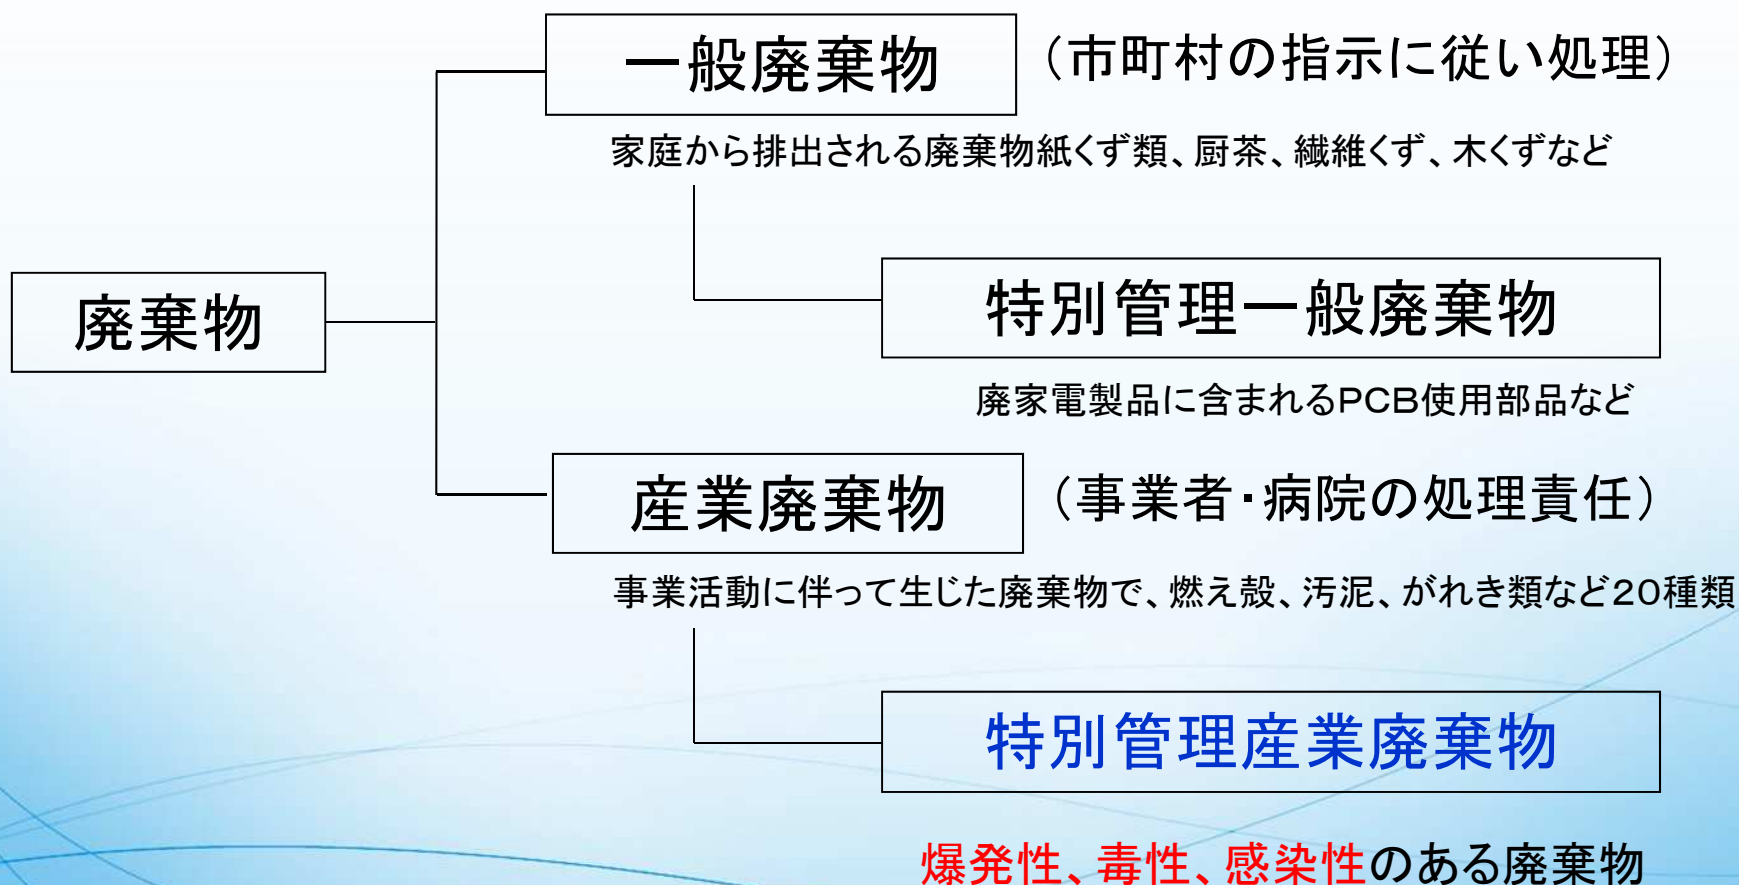 一般廃棄物 (市町村の指示に従い処理)
家庭から排出される廃棄物紙くず類、厨茶、繊維くず、木くずなど
特別管理一般廃棄物
廃棄物
廃家電製品に含まれるPCB使用部品など
産業廃棄物 (事業者・病院の処理責任)
事業活動に伴って生じた廃棄物で、燃え殻、汚泥、がれき類など20種類
特別管理産業廃棄物
爆発性、毒性、感染性のある廃棄物